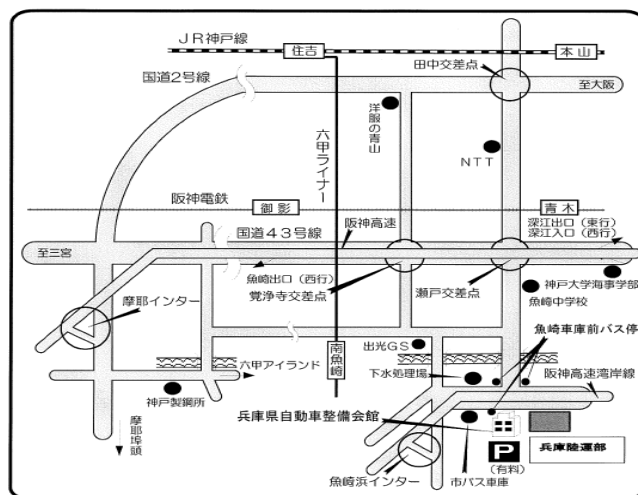 JR神戸線
住吉
本山
田中交差点
国道2号線
至大阪
洋服の青山
六甲ライナー
NTT
阪神電鉄
御影
青木
深江出口(東行)
深江入口(西行)
国道43号線
阪神高速
至三宮
魚崎出口(西行)
覚浄寺交差点
瀬戸交差点
神戸大学海事学部
魚崎中学校
摩耶インター
魚崎車庫前バス停
出光GS
南魚崎
六甲アイランド
下水処理場
阪神高速湾岸線
神戸製鋼所
兵庫県自動車整備会館
摩耶埠頭
P
(有料)
兵庫陸運部
市バス車庫
魚崎浜インター